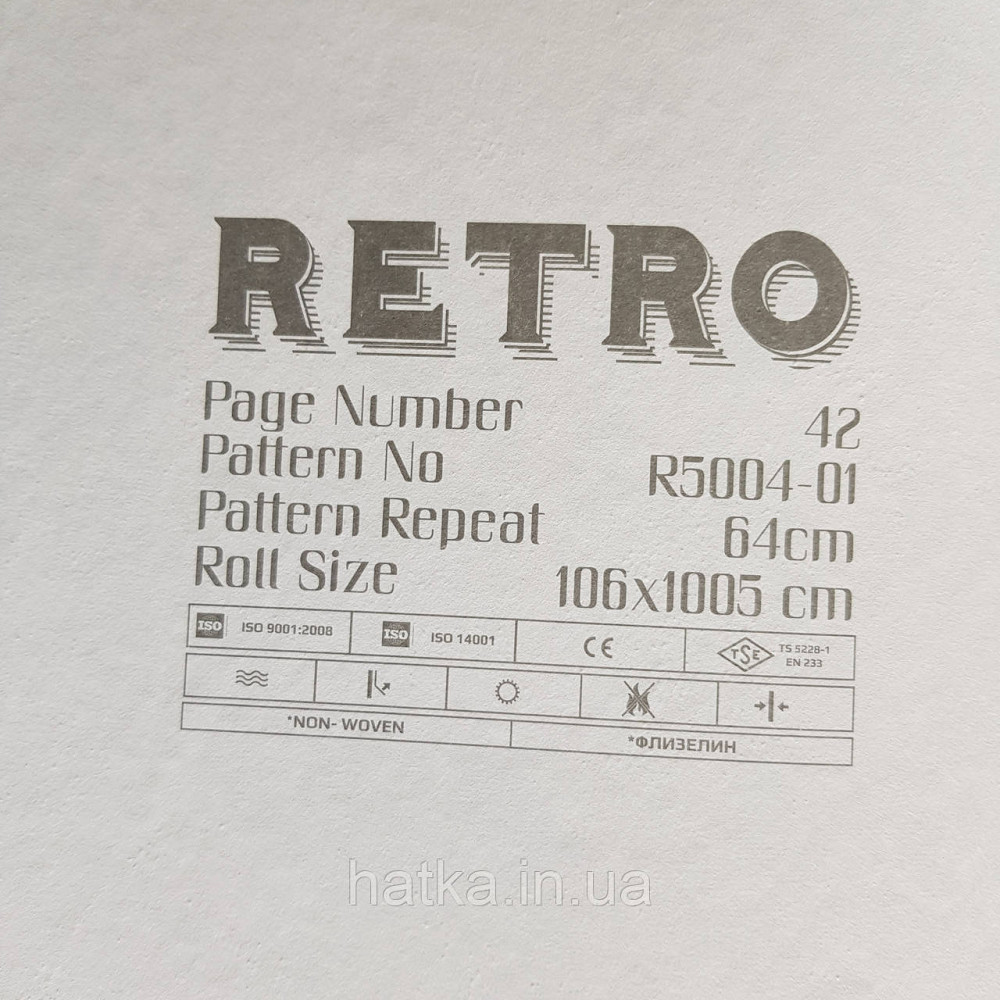 RETRO
Page Number 42
Pattern No R5004-01
Pattern Repeat 64cm
Roll Size 106x1005 cm
ISO ISO 9001:2008 ISO ISO 14001 CE TSE TS 5228-1
EN 233
*NON- WOVEN *ФЛИЗЕЛИН
hatka.in.ua